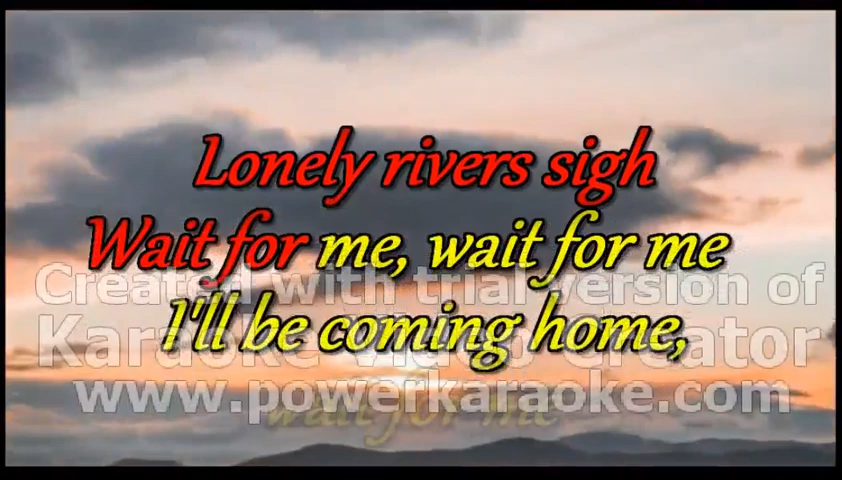 Lonely rivers sigh
Wait for me, wait for me
Created with trial version of
I'll be coming home,
Karaoke Video Creator
www.powerkaraoke.com
wait for me